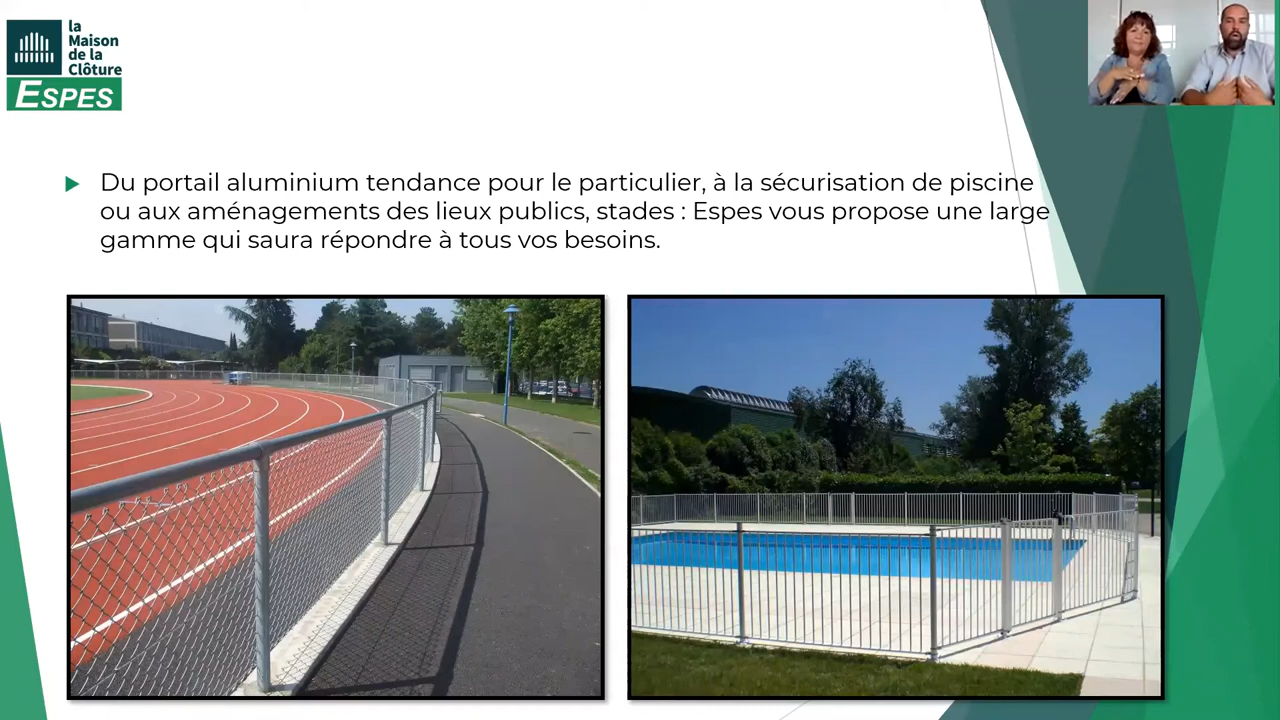 la
Maison
de la
Clôture
ESPES
Du portail aluminium tendance pour le particulier, à la sécurisation de piscine
ou aux aménagements des lieux publics, stades : Espes vous propose une large
gamme qui saura répondre à tous vos besoins.